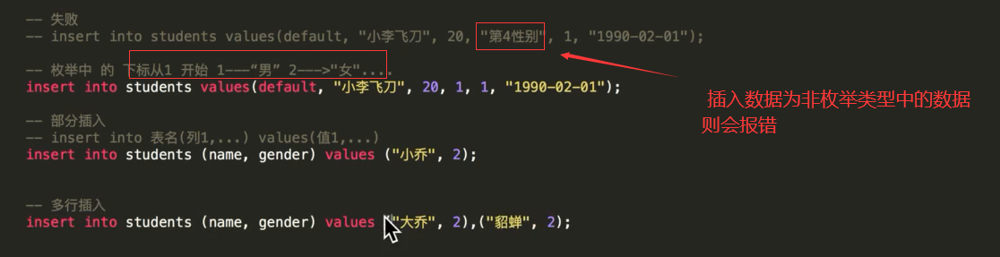 -- 失败
-- insert into students values(default, "小李飞刀", 20, "第4性别", 1, "1990-02-01");
-- 枚举中 的 下标从1 开始 1---“男” 2--->"女"....
insert into students values(default, "小李飞刀", 20, 1, 1, "1990-02-01");
插入数据为非枚举类型中的数据
则会报错
-- 部分插入
-- insert into 表名(列1,...) values(值1,...)
insert into students (name, gender) values ("小乔", 2);
-- 多行插入
insert into students (name, gender) values ("大乔", 2),("貂蝉", 2);